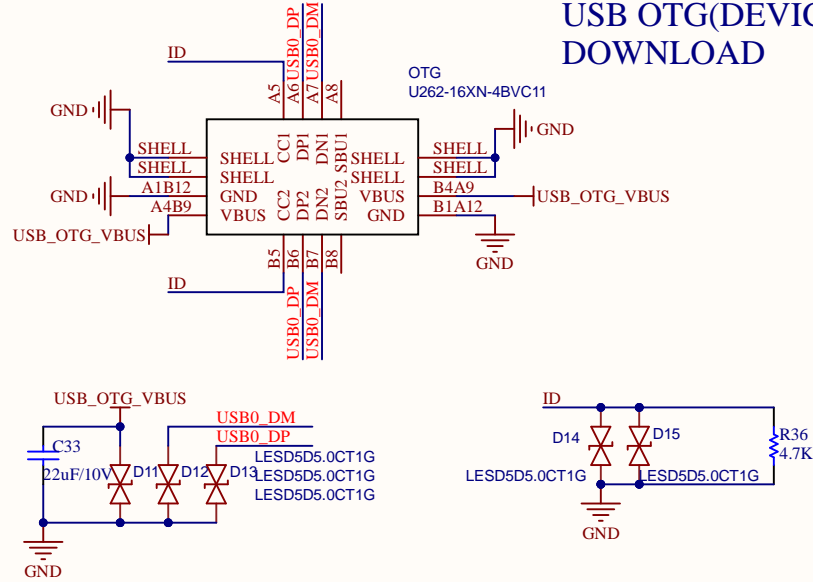 USB OTG(DEVIC
DOWNLOAD
ID
USB0_DP
USB0_DM
OTG
U262-16XN-4BVC11
A5
A6
A7
A8
GND
GND
SHELL
SHELL
SHELL
SHELL
SHELL
SHELL
SHELL
SHELL
CC1
DP1
DN1
SBU1
GND
A1B12
GND
VBUS
B4A9
USB_OTG_VBUS
A4B9
VBUS
GND
B1A12
CC2
DP2
DN2
SBU2
USB_OTG_VBUS
GND
B5
B6
B7
B8
ID
USB0_DP
USB0_DM
USB_OTG_VBUS
USB0_DM
USB0_DP
C33
22uF/10V
D11
D12
D13
LESD5D5.0CT1G
LESD5D5.0CT1G
LESD5D5.0CT1G
GND
ID
D14
D15
R36
4.7K
LESD5D5.0CT1G
LESD5D5.0CT1G
GND